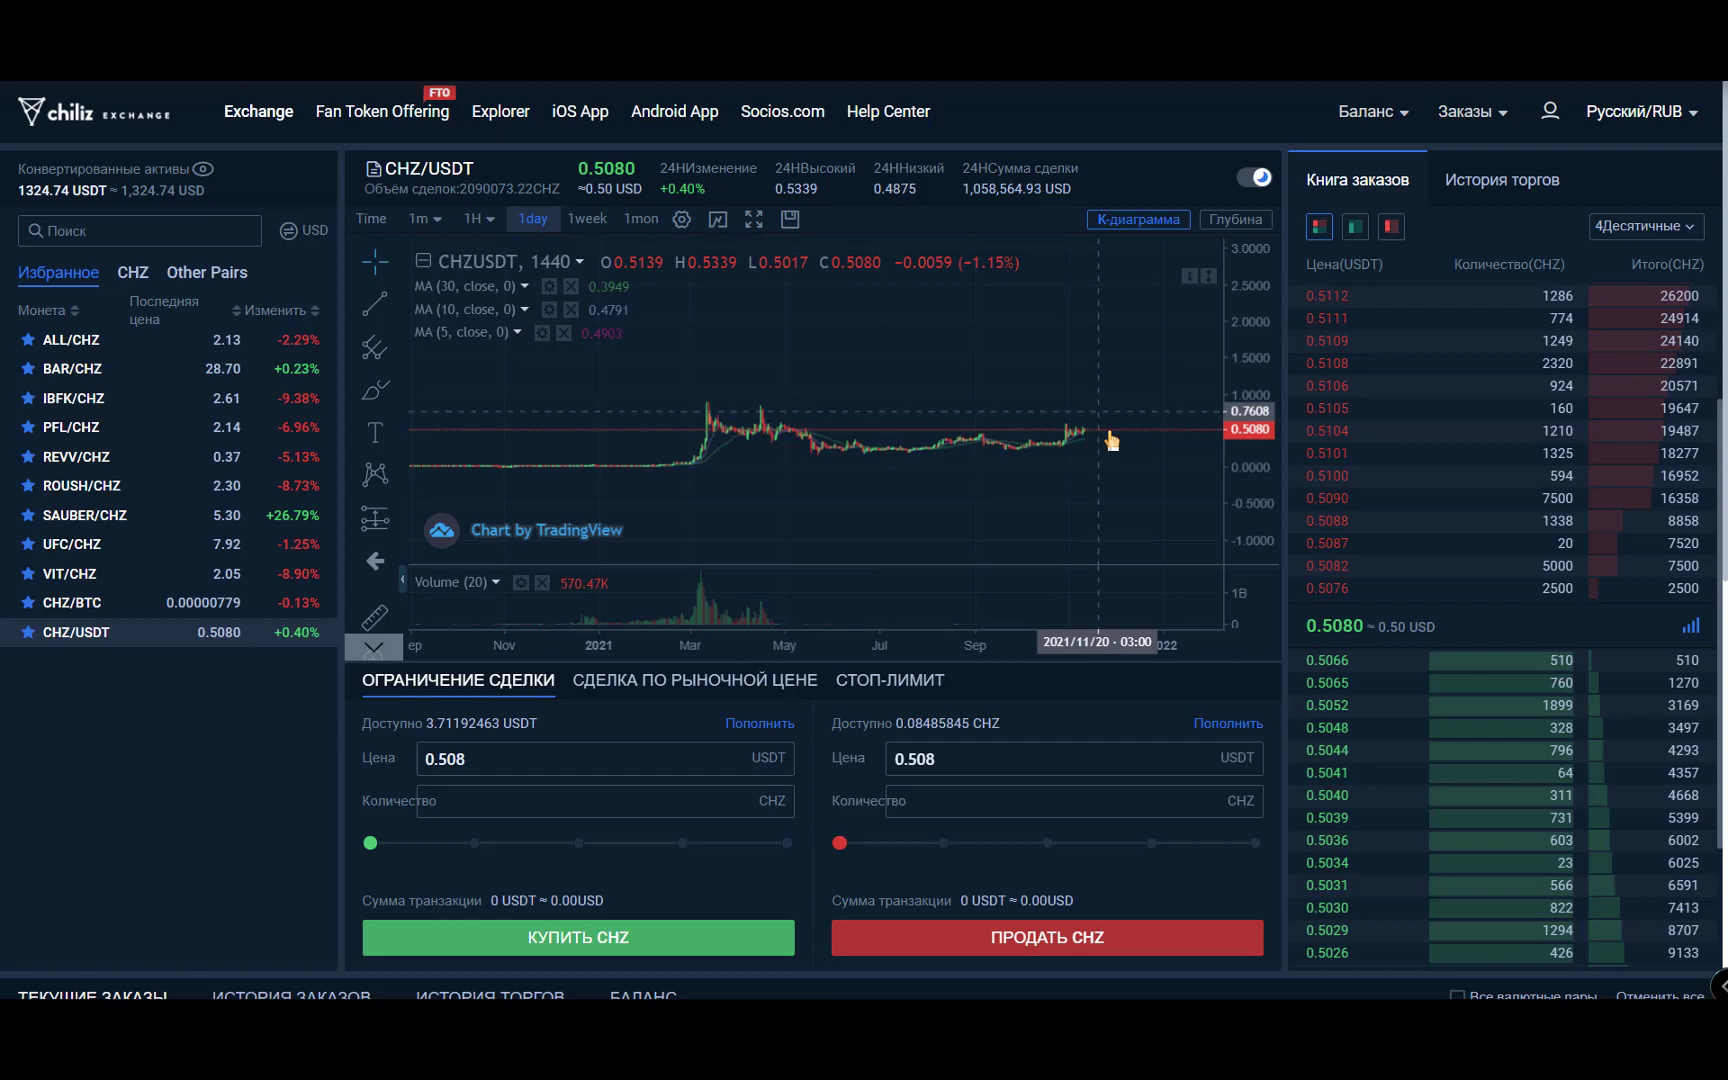 chiliz EXCHANGE
Exchange
Fan Token Offering
FTO
Explorer
iOS App
Android App
Socios.com
Help Center
Баланс
Заказы
Русский/RUB
Конвертированные активы
1324.74 USDT ≈ 1,324.74 USD
Поиск
USD
Избранное
CHZ
Other Pairs
Монета
Последняя цена
Изменить
ALL/CHZ 2.13 -2.29%
BAR/CHZ 28.70 +0.23%
IBFK/CHZ 2.61 -9.38%
PFL/CHZ 2.14 -6.96%
REVV/CHZ 0.37 -5.13%
ROUSH/CHZ 2.30 -8.73%
SAUBER/CHZ 5.30 +26.79%
UFC/CHZ 7.92 -1.25%
VIT/CHZ 2.05 -8.90%
CHZ/BTC 0.00000779 -0.13%
CHZ/USDT 0.5080 +0.40%
CHZ/USDT
Объём сделок:2090073.22CHZ
0.5080
≈0.50 USD
24HИзменение
+0.40%
24HВысокий
0.5339
24HНизкий
0.4875
24HСумма сделки
1,058,564.93 USD
Time 1m 1H 1day 1week 1mon
К-диаграмма
Глубина
CHZUSDT, 1440 O0.5139 H0.5339 L0.5017 C0.5080 -0.0059 (-1.15%)
MA (30, close, 0) 0.3949
MA (10, close, 0) 0.4791
MA (5, close, 0) 0.4903
3.0000
2.5000
2.0000
1.5000
1.0000
0.7608
0.5080
0.0000
-0.5000
-1.0000
Chart by TradingView
Volume (20) 570.47K
1B
0
ep Nov 2021 Mar May Jul Sep 2021/11/20 - 03:00 022
ОГРАНИЧЕНИЕ СДЕЛКИ
СДЕЛКА ПО РЫНОЧНОЙ ЦЕНЕ
СТОП-ЛИМИТ
Доступно 3.71192463 USDT
Пополнить
Цена 0.508 USDT
Количество CHZ
Сумма транзакции 0 USDT ≈ 0.00USD
КУПИТЬ CHZ
Доступно 0.08485845 CHZ
Пополнить
Цена 0.508 USDT
Количество CHZ
Сумма транзакции 0 USDT ≈ 0.00USD
ПРОДАТЬ CHZ
Книга заказов
История торгов
4Десятичные
Цена(USDT) Количество(CHZ) Итого(CHZ)
0.5112 1286 26200
0.5111 774 24914
0.5109 1249 24140
0.5108 2320 22891
0.5106 924 20571
0.5105 160 19647
0.5104 1210 19487
0.5101 1325 18277
0.5100 594 16952
0.5090 7500 16358
0.5088 1338 8858
0.5087 20 7520
0.5082 5000 7500
0.5076 2500 2500
0.5080 ≈ 0.50 USD
0.5066 510 510
0.5065 760 1270
0.5052 1899 3169
0.5048 328 3497
0.5044 796 4293
0.5041 64 4357
0.5040 311 4668
0.5039 731 5399
0.5036 603 6002
0.5034 23 6025
0.5031 566 6591
0.5030 822 7413
0.5029 1294 8707
0.5026 426 9133
ТЕКУЩИЕ ЗАКАЗЫ
ИСТОРИЯ ЗАКАЗОВ
ИСТОРИЯ ТОРГОВ
БАЛАНС
Все валютные пары
Отменить все